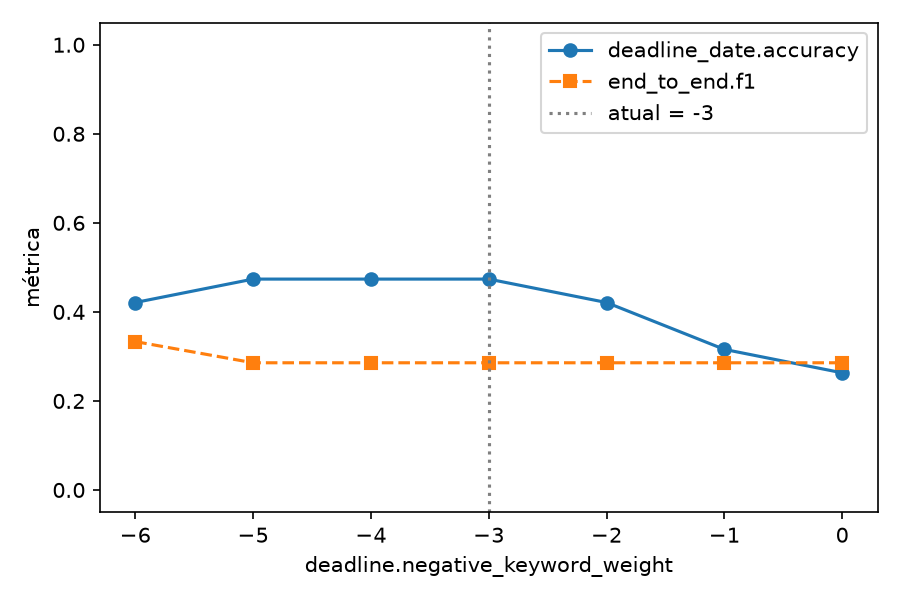 deadline_date.accuracy
end_to_end.f1
atual = -3
métrica
1.0
0.8
0.6
0.4
0.2
0.0
−6 −5 −4 −3 −2 −1 0
deadline.negative_keyword_weight